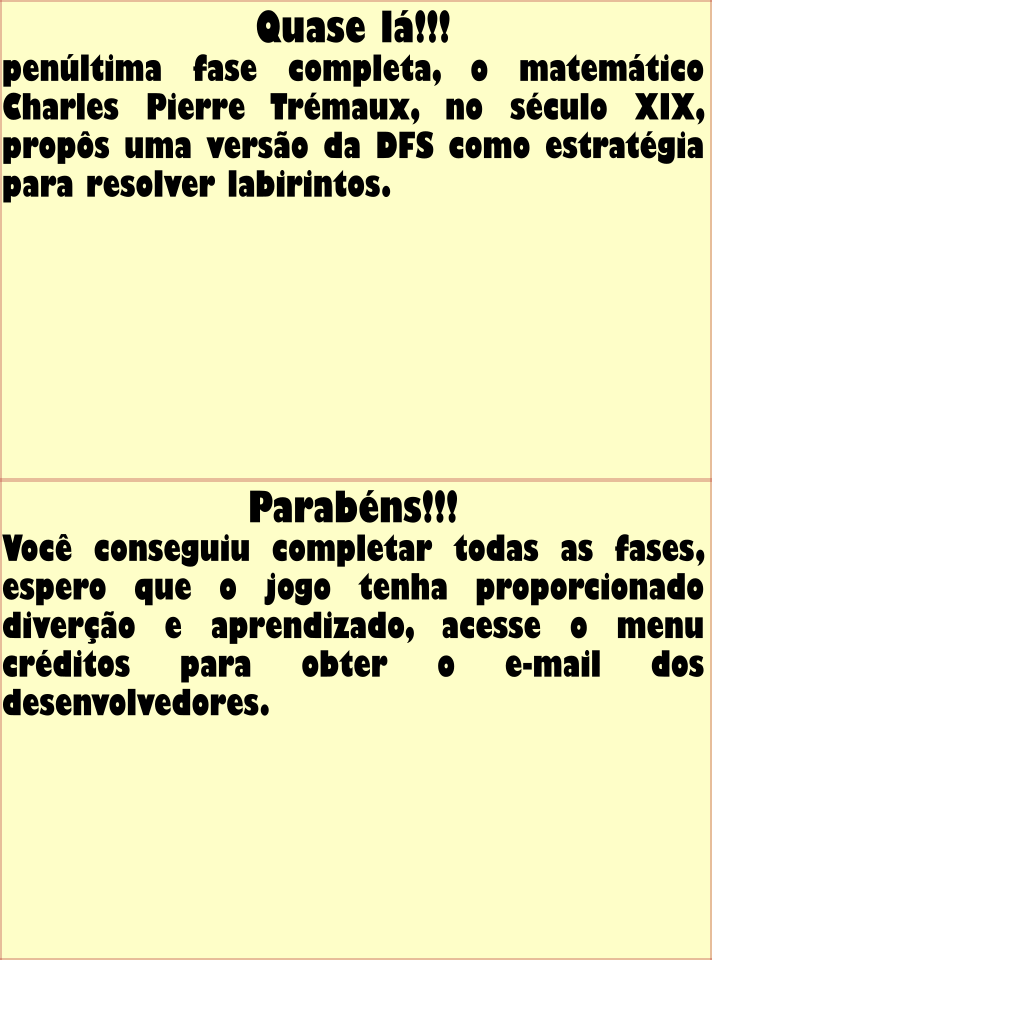 Quase lá!!!
penúltima fase completa, o matemático
Charles Pierre Trémaux, no século XIX,
propôs uma versão da DFS como estratégia
para resolver labirintos.
Parabéns!!!
Você conseguiu completar todas as fases,
espero que o jogo tenha proporcionado
diverção e aprendizado, acesse o menu
créditos para obter o e-mail dos
desenvolvedores.